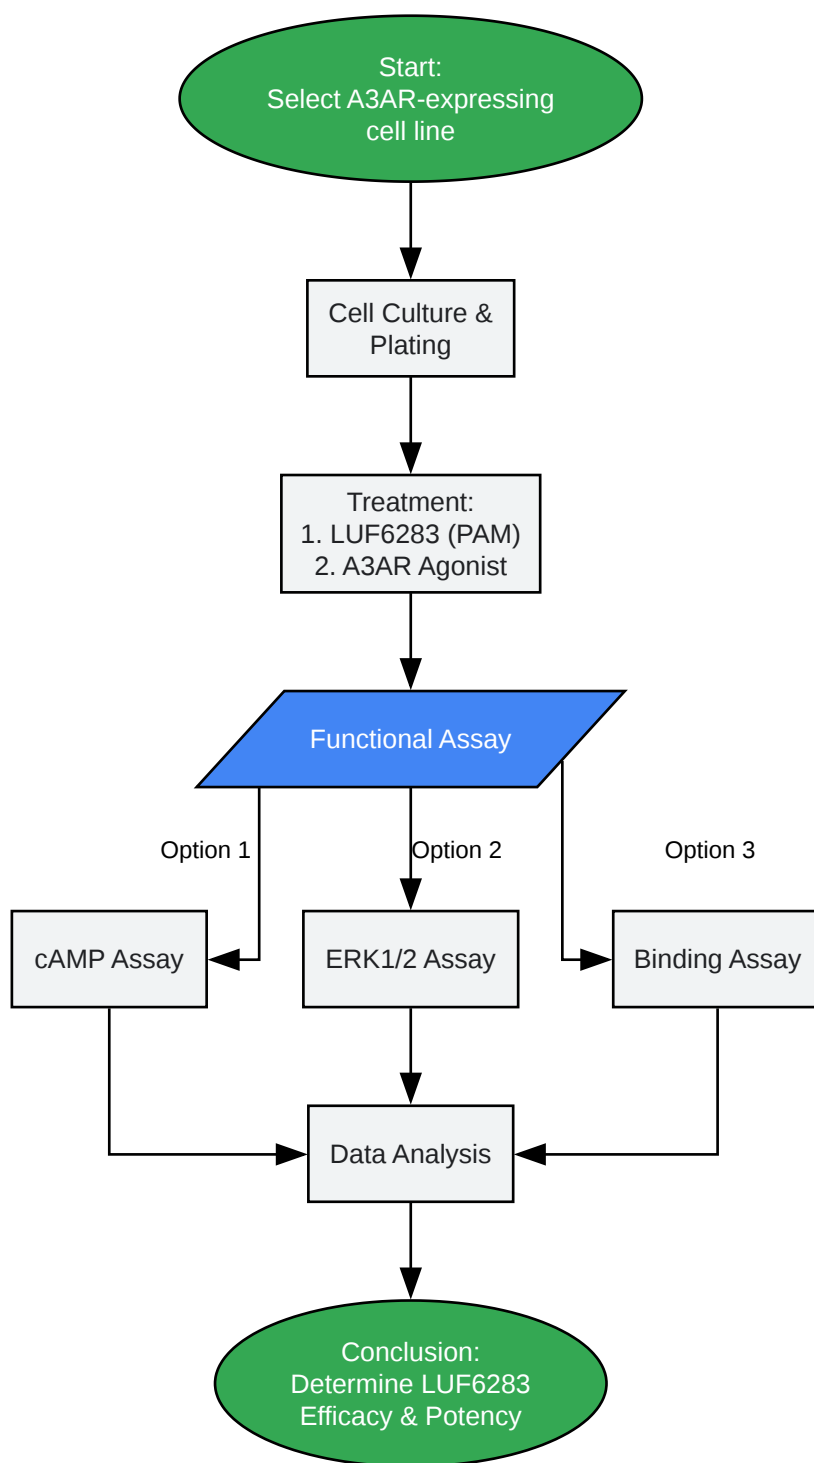 Start:
Select A3AR-expressing
cell line
Cell Culture &
Plating
Treatment:
1. LUF6283 (PAM)
2. A3AR Agonist
Functional Assay
Option 1
Option 2
Option 3
cAMP Assay
ERK1/2 Assay
Binding Assay
Data Analysis
Conclusion:
Determine LUF6283
Efficacy & Potency